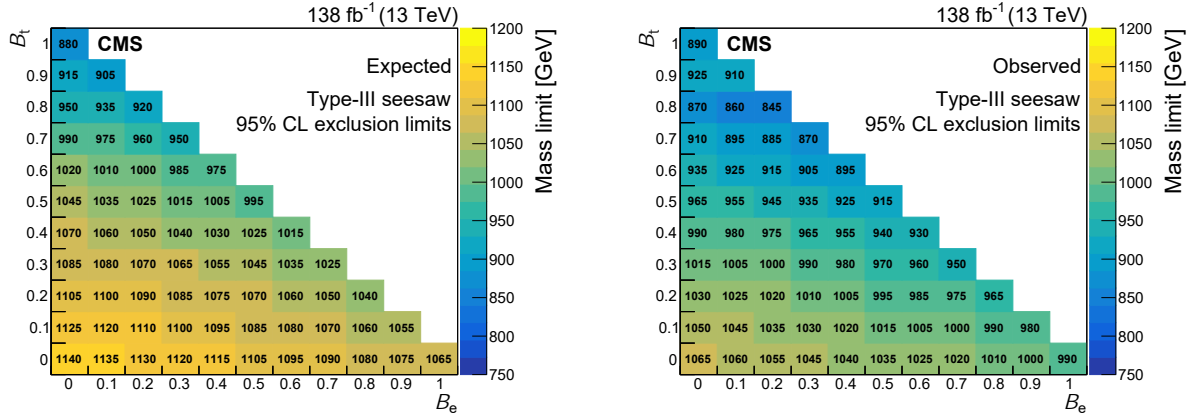 138 fb⁻¹ (13 TeV)
CMS
Expected
Type-III seesaw
95% CL exclusion limits
Bτ
1 880
0.9 915 905
0.8 950 935 920
0.7 990 975 960 950
0.6 1020 1010 1000 985 975
0.5 1045 1035 1025 1015 1005 995
0.4 1070 1060 1050 1040 1030 1025 1015
0.3 1085 1080 1070 1065 1055 1045 1035 1025
0.2 1105 1100 1090 1085 1075 1070 1060 1050 1040
0.1 1125 1120 1110 1100 1095 1085 1080 1070 1060 1055
0 1140 1135 1130 1120 1115 1105 1095 1090 1080 1075 1065
0 0.1 0.2 0.3 0.4 0.5 0.6 0.7 0.8 0.9 1
Be
1200
1150
1100
1050
1000
950
900
850
800
750
Mass limit [GeV]
138 fb⁻¹ (13 TeV)
CMS
Observed
Type-III seesaw
95% CL exclusion limits
Bτ
1 890
0.9 925 910
0.8 870 860 845
0.7 910 895 885 870
0.6 935 925 915 905 895
0.5 965 955 945 935 925 915
0.4 990 980 975 965 955 940 930
0.3 1015 1005 1000 990 980 970 960 950
0.2 1030 1025 1020 1010 1005 995 985 975 965
0.1 1050 1045 1035 1030 1020 1015 1005 1000 990 980
0 1065 1060 1055 1045 1040 1035 1025 1020 1010 1000 990
0 0.1 0.2 0.3 0.4 0.5 0.6 0.7 0.8 0.9 1
Be
1200
1150
1100
1050
1000
950
900
850
800
750
Mass limit [GeV]